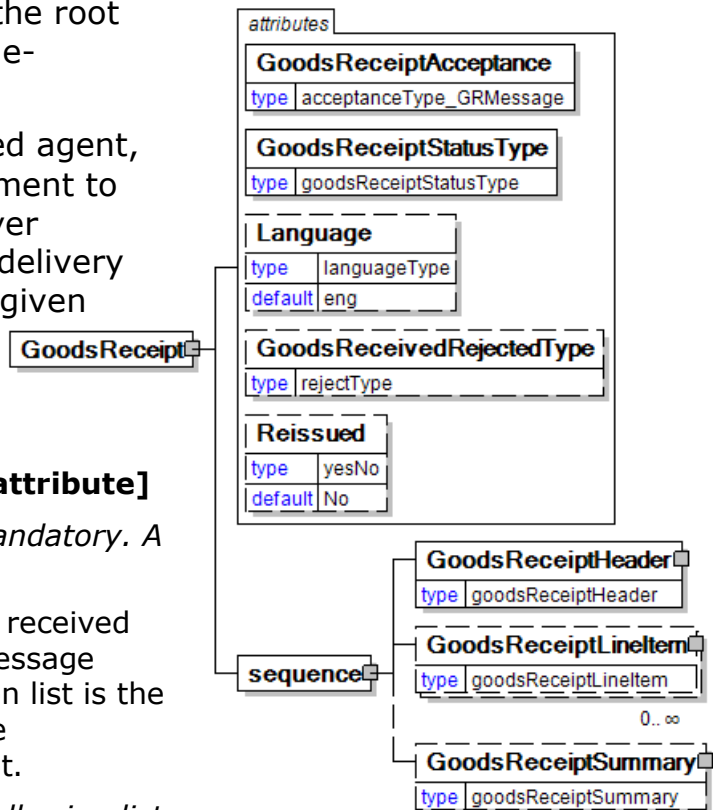 the root
e-
ed agent,
ment to
ver
delivery
given
attribute]
andatory. A
received
essage
n list is the
e
t.
attributes
GoodsReceiptAcceptance
type acceptanceType_GRMessage
GoodsReceiptStatusType
type goodsReceiptStatusType
Language
type languageType
default eng
GoodsReceivedRejectedType
type rejectType
Reissued
type yesNo
default No
GoodsReceipt
sequence
GoodsReceiptHeader
type goodsReceiptHeader
GoodsReceiptLineItem
type goodsReceiptLineItem
0.. ∞
GoodsReceiptSummary
type goodsReceiptSummary